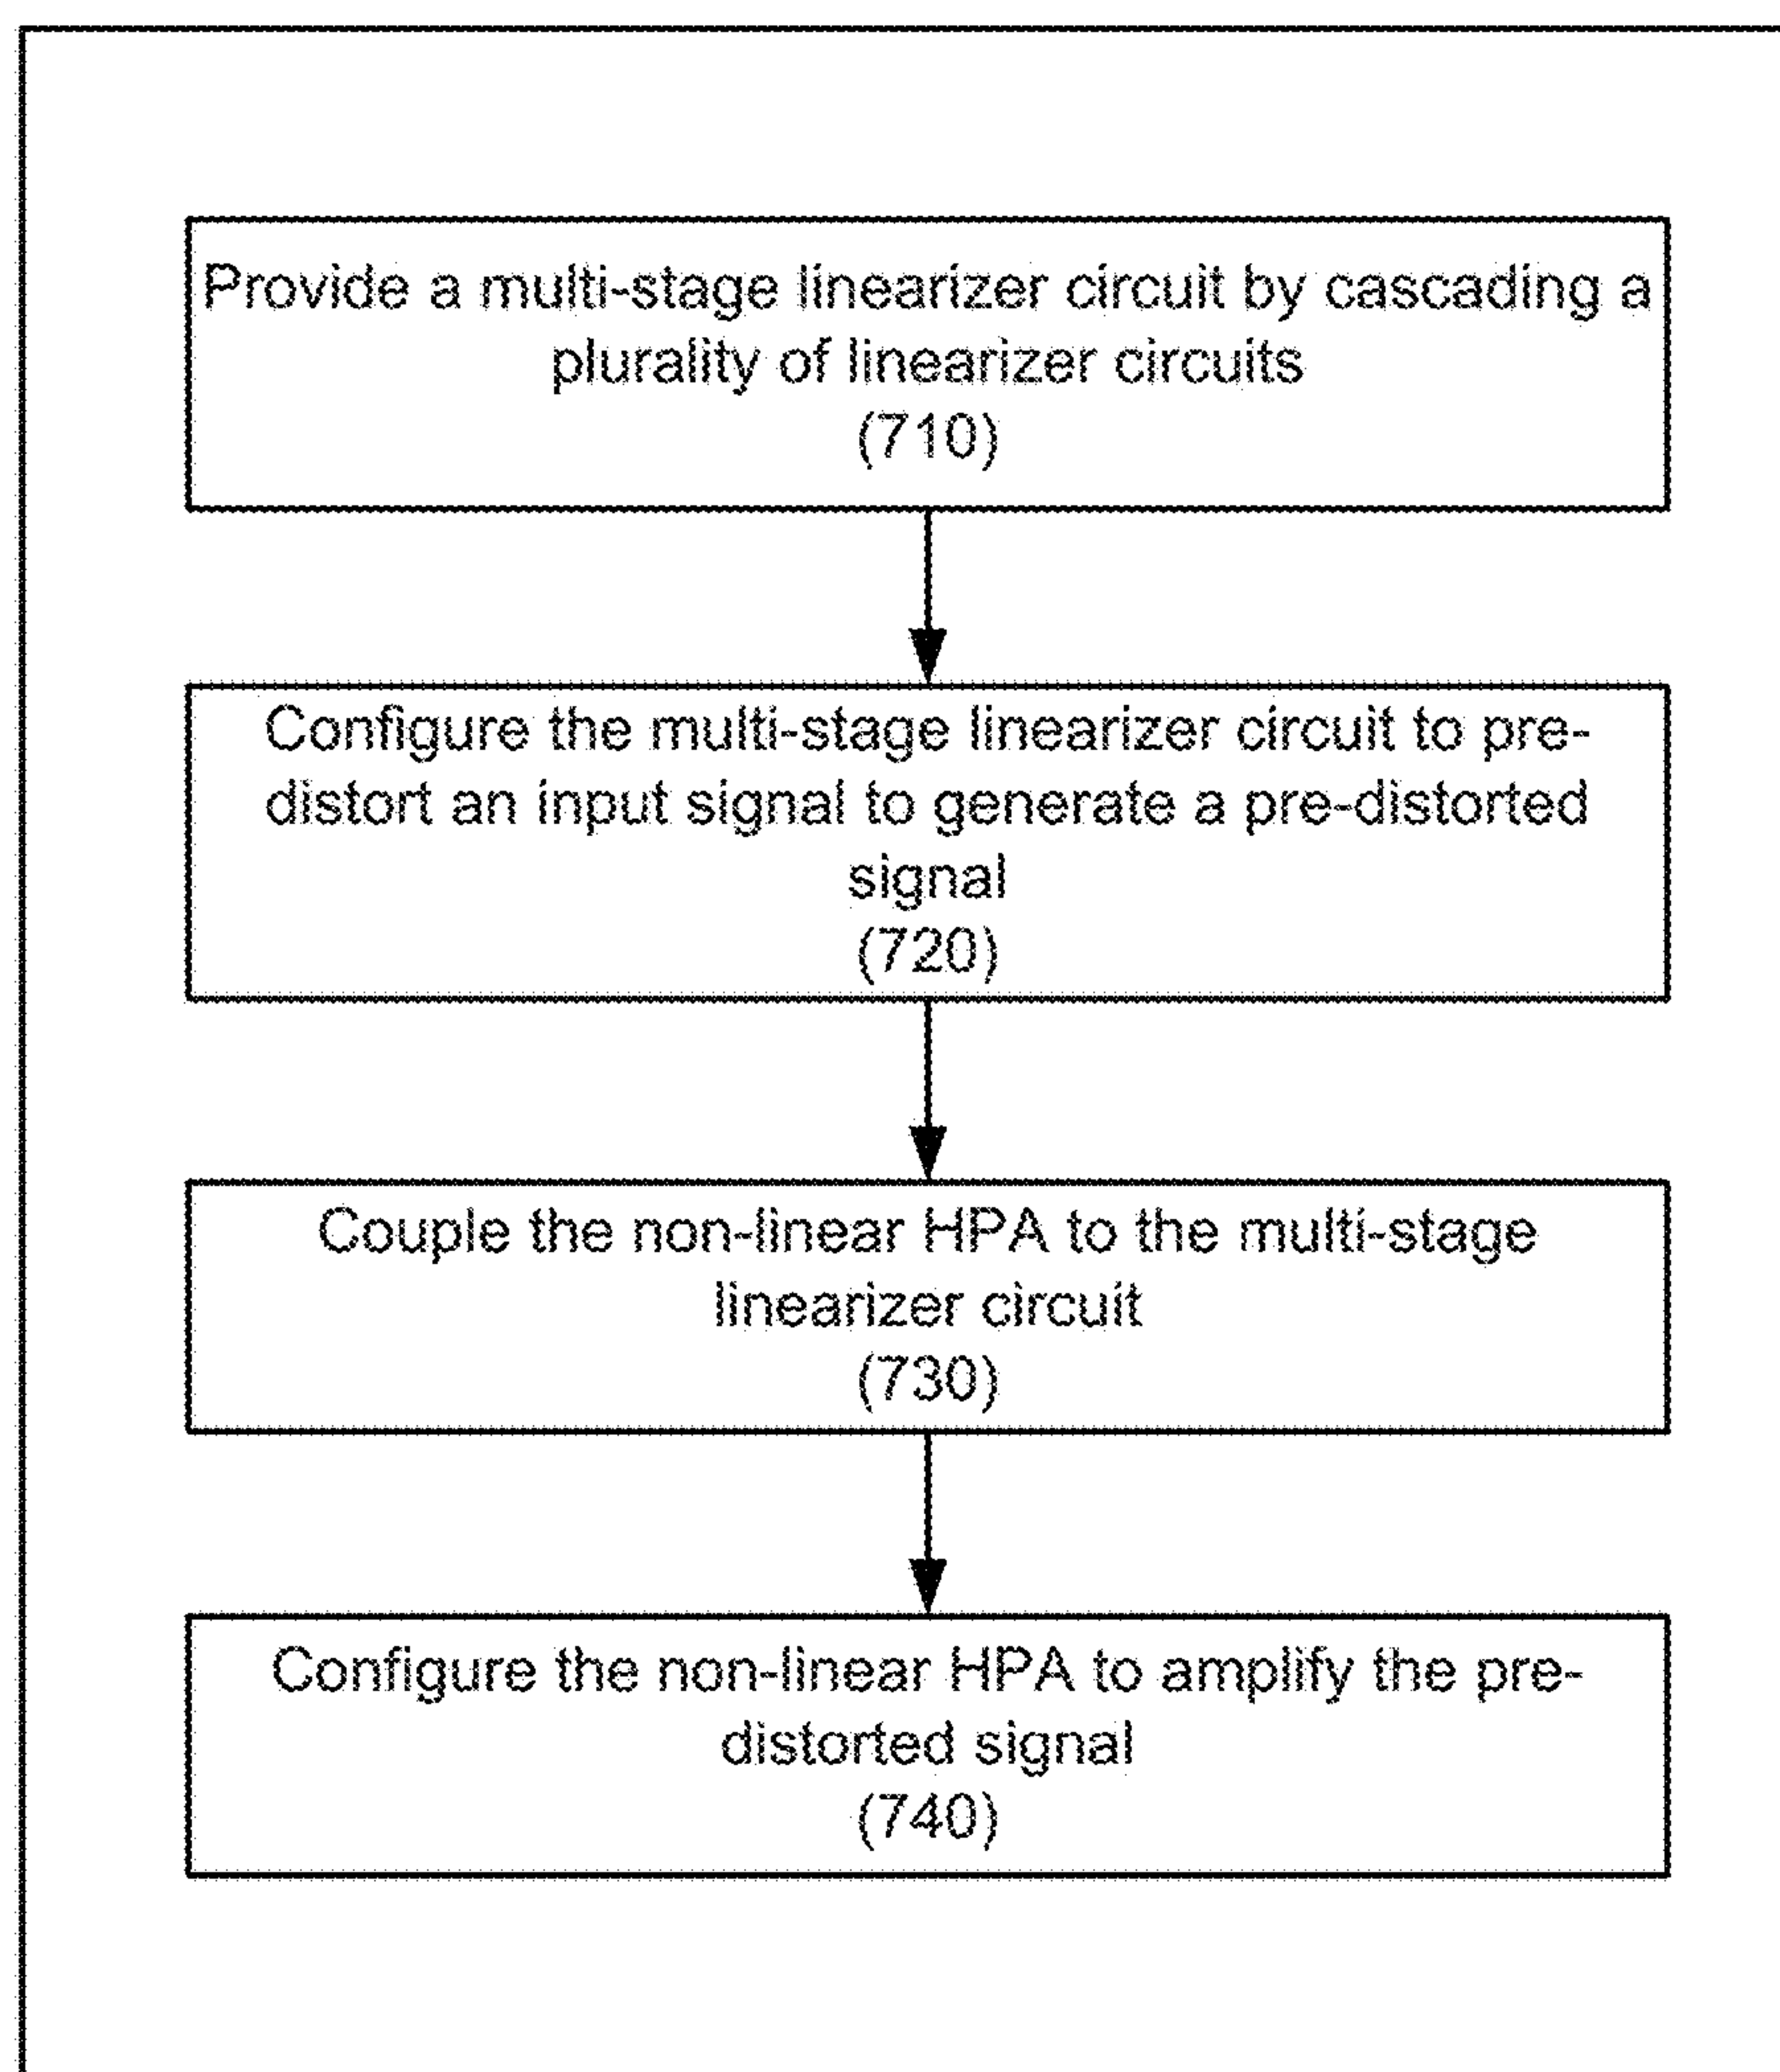 Provide a multi-stage linearizer circuit by cascading a
plurality of linearizer circuits
(710)
Configure the multi-stage linearizer circuit to pre-
distort an input signal to generate a pre-distorted
signal
(720)
Couple the non-linear HPA to the multi-stage
linearizer circuit
(730)
Configure the non-linear HPA to amplify the pre-
distorted signal
(740)